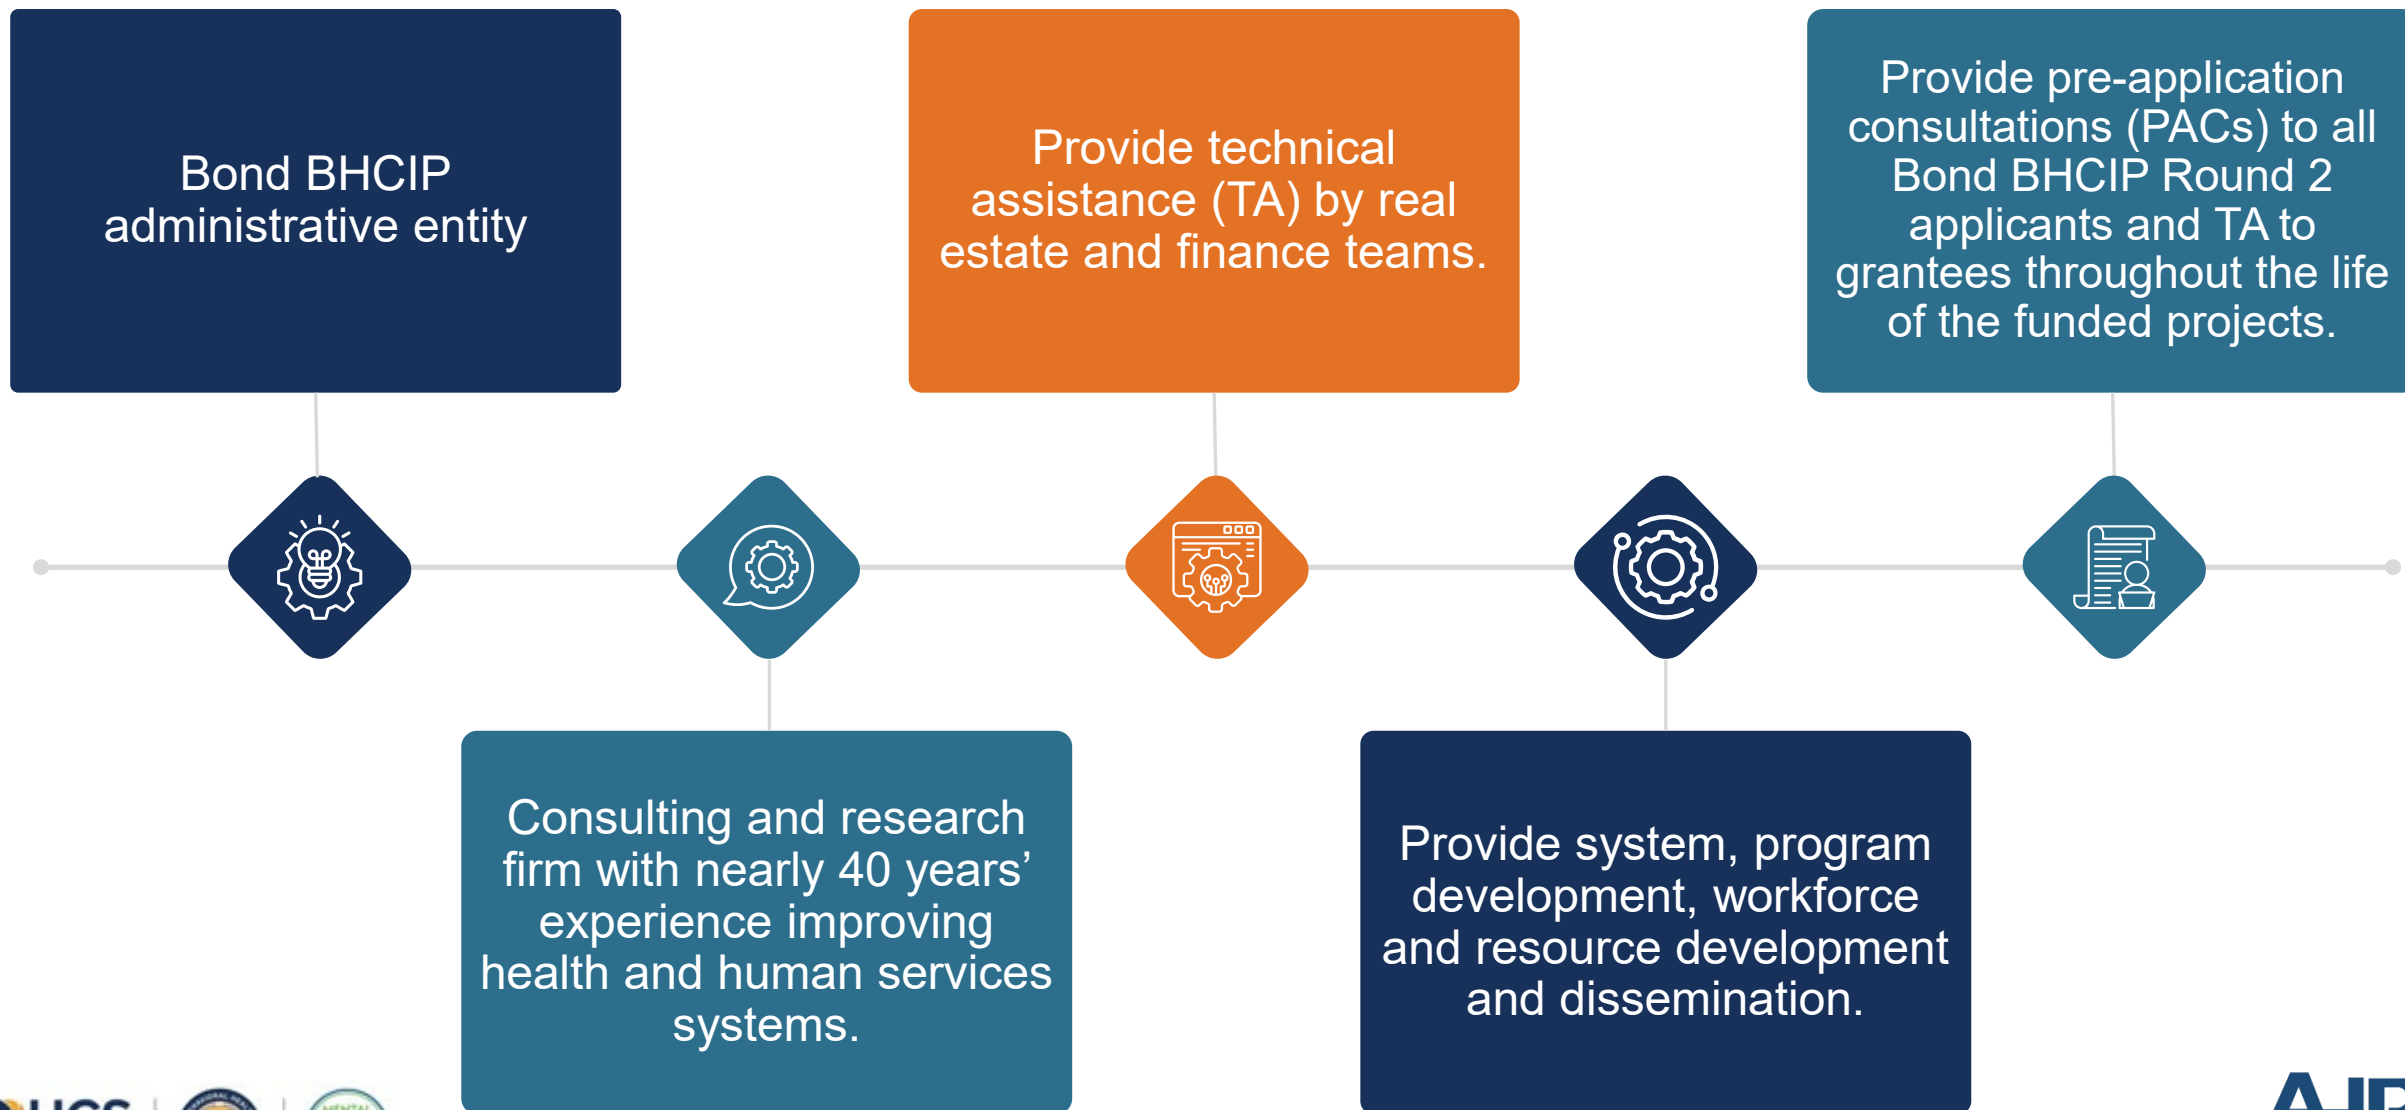 Bond BHCIP
administrative entity
Provide technical
assistance (TA) by real
estate and finance teams.
Provide pre-application
consultations (PACs) to all
Bond BHCIP Round 2
applicants and TA to
grantees throughout the life
of the funded projects.
Consulting and research
firm with nearly 40 years’
experience improving
health and human services
systems.
Provide system, program
development, workforce
and resource development
and dissemination.
MENTAL